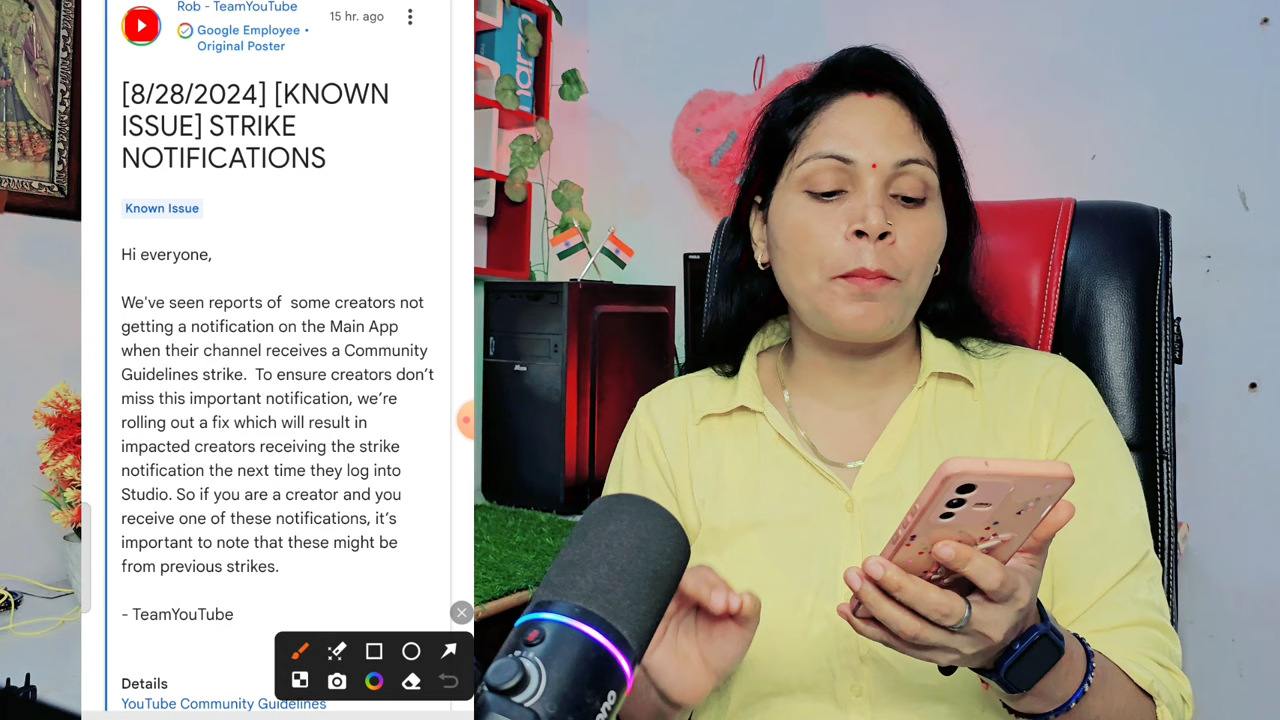 Rob - TeamYouTube
15 hr. ago
Google Employee •
Original Poster
[8/28/2024] [KNOWN
ISSUE] STRIKE
NOTIFICATIONS
Known Issue
Hi everyone,
We've seen reports of  some creators not
getting a notification on the Main App
when their channel receives a Community
Guidelines strike.  To ensure creators don’t
miss this important notification, we’re
rolling out a fix which will result in
impacted creators receiving the strike
notification the next time they log into
Studio. So if you are a creator and you
receive one of these notifications, it’s
important to note that these might be
from previous strikes.
- TeamYouTube
Details
YouTube Community Guidelines